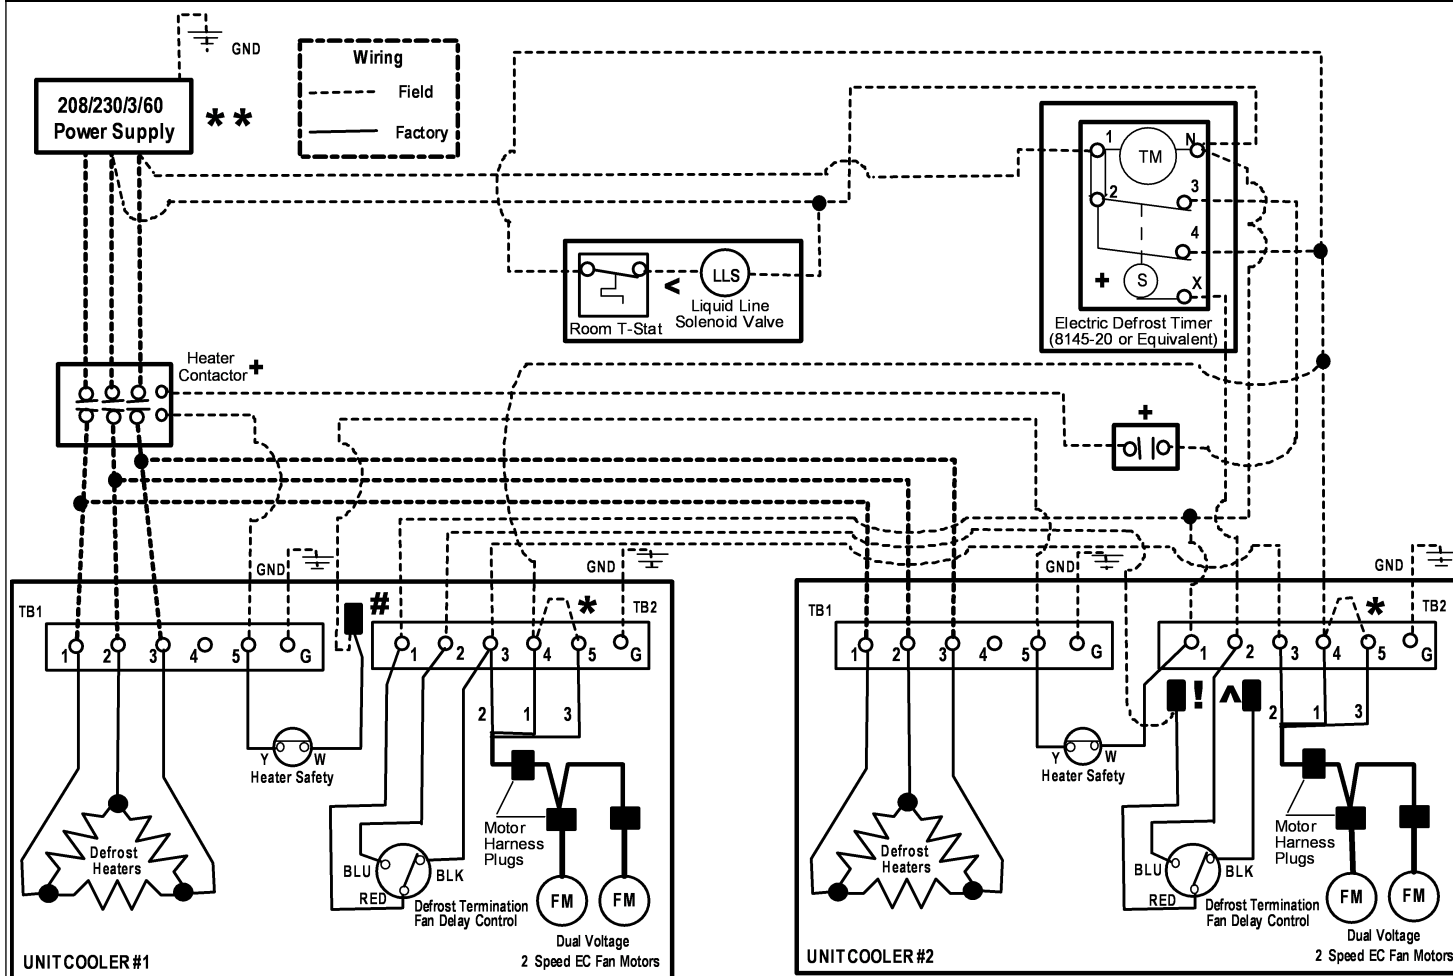 GND
Wiring
Field
Factory
208/230/3/60
Power Supply
**
1
TM
N
2
3
4
+
S
X
Electric Defrost Timer
(8145-20 or Equivalent)
LLS
<
Liquid Line
Solenoid Valve
Room T-Stat
Heater
Contactor +
+
GND
GND
GND
GND
TB1
#
*
TB2
TB1
*
TB2
1
2
3
4
5
G
1
2
3
4
5
G
1
2
3
4
5
G
1
2
3
4
5
G
!
^
2
1
3
2
1
3
Y
W
Heater Safety
Y
W
Heater Safety
Motor
Harness
Plugs
Motor
Harness
Plugs
Defrost
Heaters
Defrost
Heaters
BLU
BLK
RED
BLU
BLK
RED
FM
FM
FM
FM
Defrost Termination
Fan Delay Control
Defrost Termination
Fan Delay Control
Dual Voltage
2 Speed EC Fan Motors
Dual Voltage
2 Speed EC Fan Motors
UNIT COOLER #1
UNIT COOLER #2